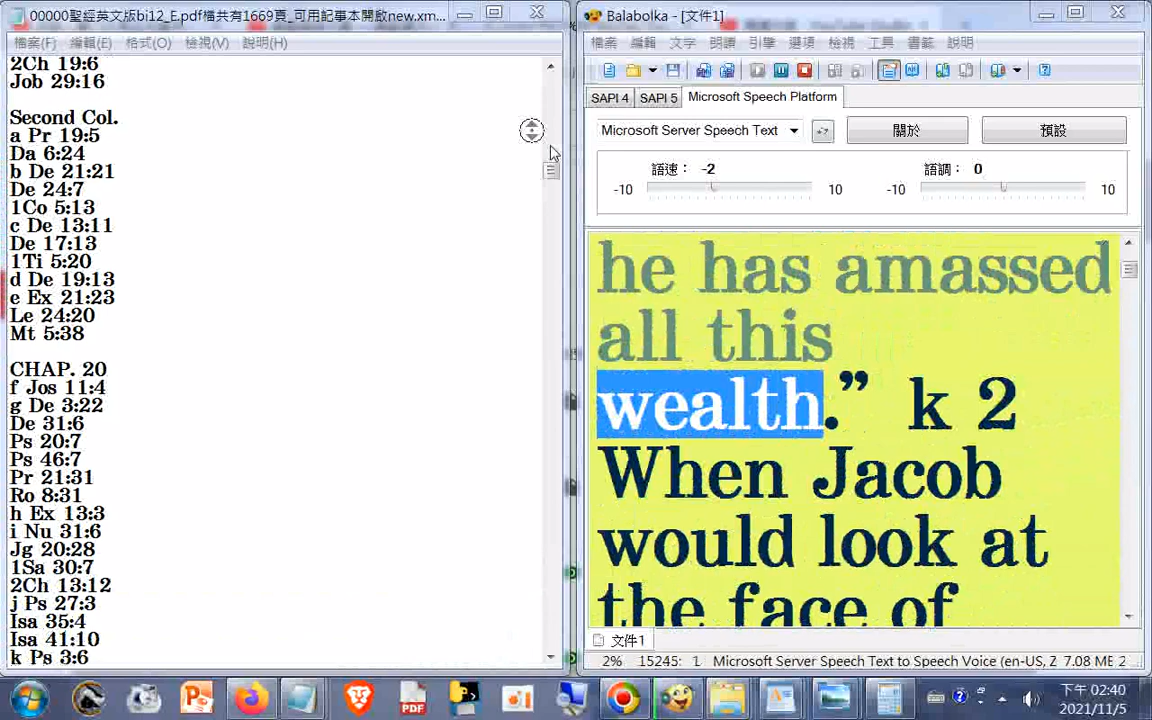 00000聖經英文版bi12_E.pdf檔共有1669頁_可用記事本開啟new.xm...
檔案(F) 編輯(E) 格式(O) 檢視(V) 說明(H)
2Ch 19:6
Job 29:16
Second Col.
a Pr 19:5
Da 6:24
b De 21:21
De 24:7
1Co 5:13
c De 13:11
De 17:13
1Ti 5:20
d De 19:13
e Ex 21:23
Le 24:20
Mt 5:38
CHAP. 20
f Jos 11:4
g De 3:22
De 31:6
Ps 20:7
Ps 46:7
Pr 21:31
Ro 8:31
h Ex 13:3
i Nu 31:6
Jg 20:28
1Sa 30:7
2Ch 13:12
j Ps 27:3
Isa 35:4
Isa 41:10
k Ps 3:6
Balabolka - [文件1]
檔案 編輯 文字 朗讀 引擎 選項 檢視 工具 書籤 說明
SAPI 4 SAPI 5 Microsoft Speech Platform
Microsoft Server Speech Text 關於 預設
語速： -2 語調： 0
-10 10 -10 10
he has amassed
all this
wealth.” k 2
When Jacob
would look at
the face of
文件1
2% 15245: 1 Microsoft Server Speech Text to Speech Voice (en-US, Z 7.08 MB 2
PDF
下午 02:40
2021/11/5